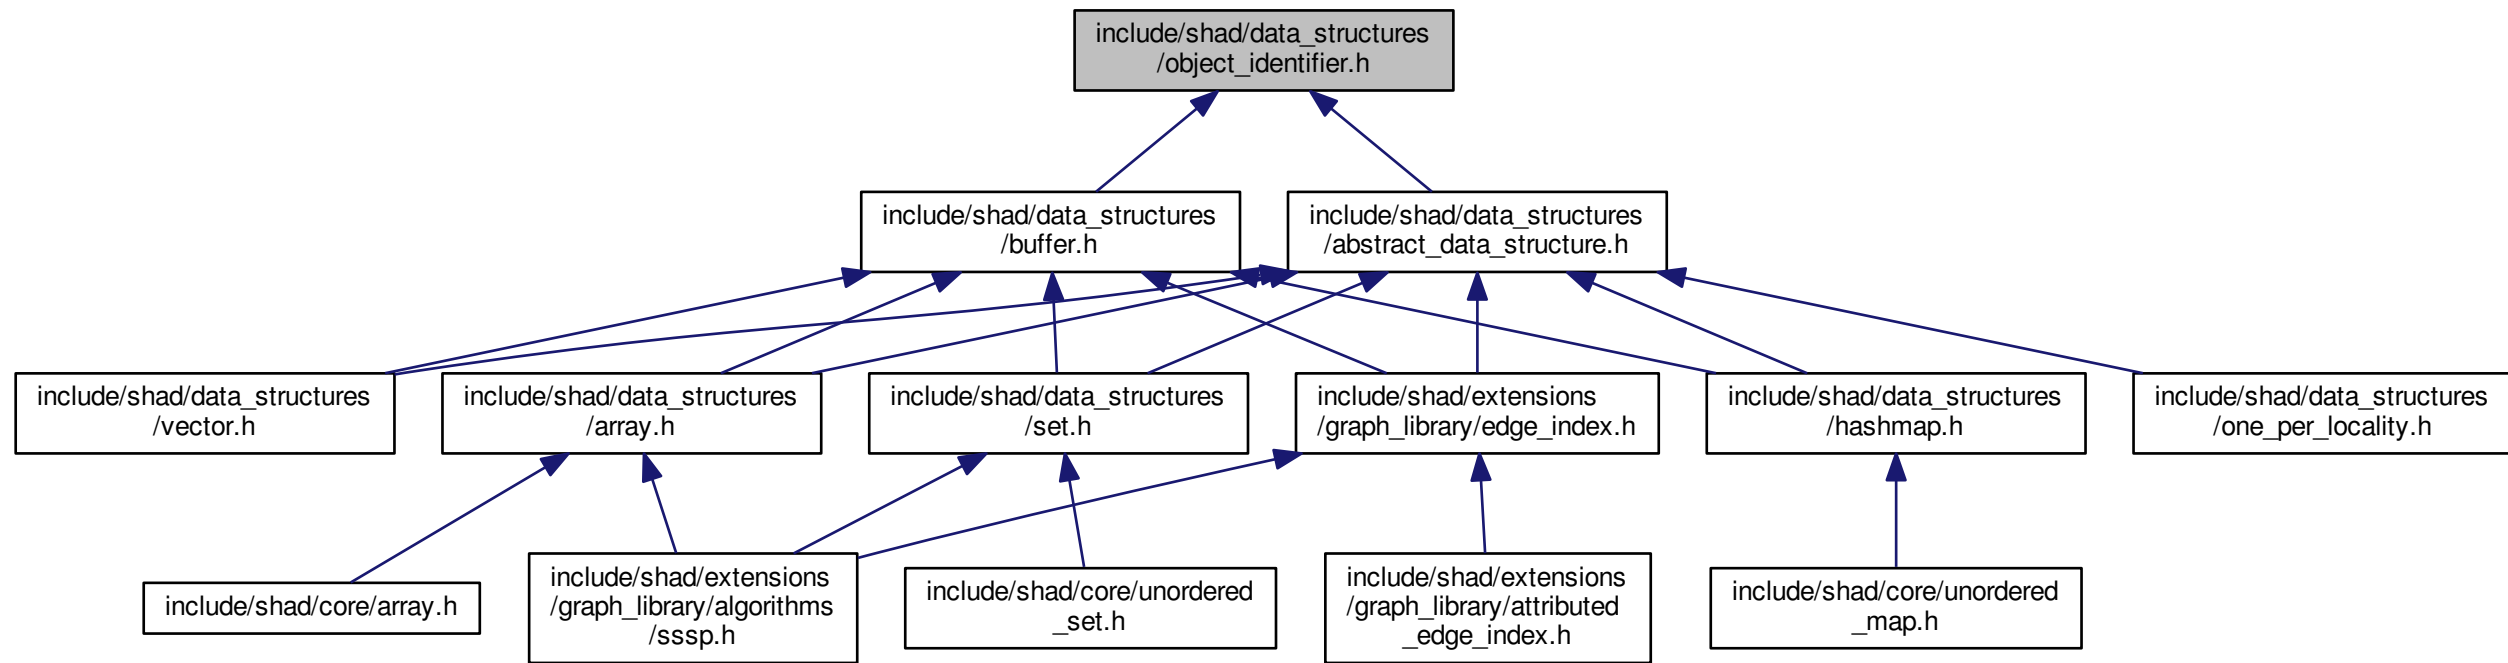 include/shad/data_structures
/object_identifier.h
include/shad/data_structures
/buffer.h
include/shad/data_structures
/abstract_data_structure.h
include/shad/data_structures
/vector.h
include/shad/data_structures
/array.h
include/shad/data_structures
/set.h
include/shad/extensions
/graph_library/edge_index.h
include/shad/data_structures
/hashmap.h
include/shad/data_structures
/one_per_locality.h
include/shad/core/array.h
include/shad/extensions
/graph_library/algorithms
/sssp.h
include/shad/core/unordered
_set.h
include/shad/extensions
/graph_library/attributed
_edge_index.h
include/shad/core/unordered
_map.h